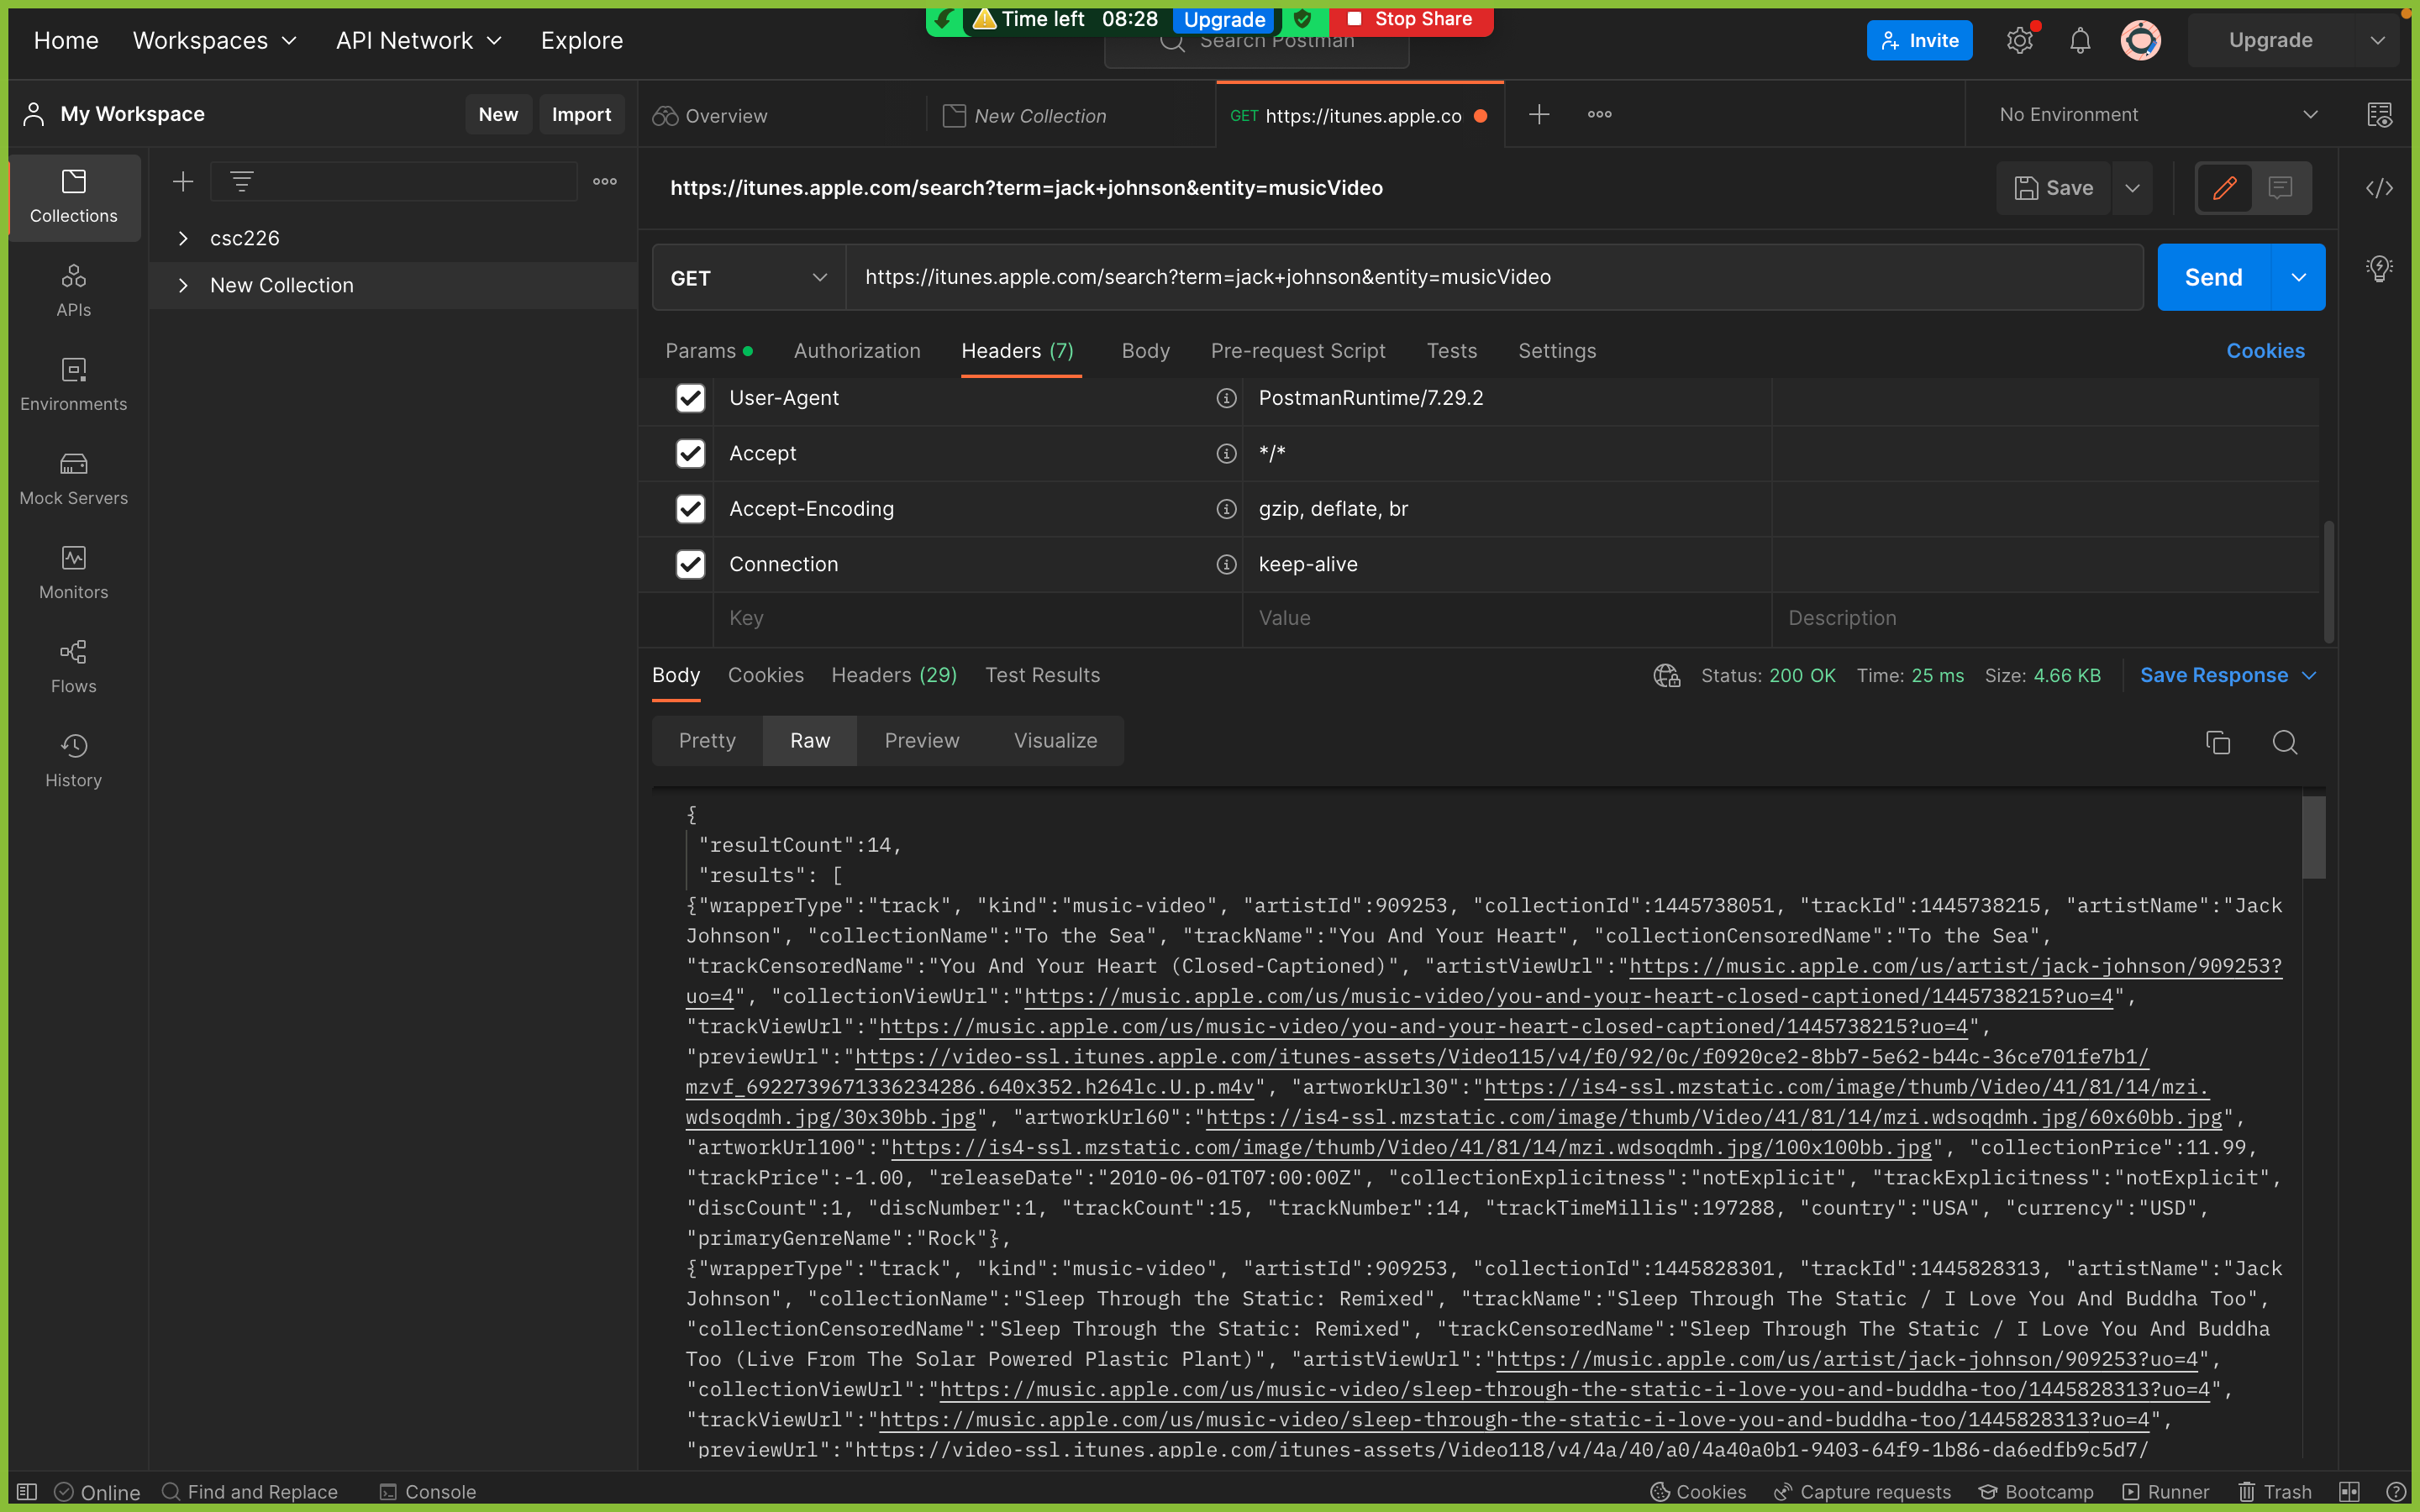 Time left 08:28 Upgrade Stop Share
Home Workspaces API Network Explore Search Postman Invite Upgrade
My Workspace New Import Overview New Collection GET https://itunes.apple.co No Environment
Collections
APIs
Environments
Mock Servers
Monitors
Flows
History
csc226
New Collection
https://itunes.apple.com/search?term=jack+johnson&entity=musicVideo Save
GET https://itunes.apple.com/search?term=jack+johnson&entity=musicVideo Send
Params Authorization Headers (7) Body Pre-request Script Tests Settings Cookies
User-Agent PostmanRuntime/7.29.2
Accept */*
Accept-Encoding gzip, deflate, br
Connection keep-alive
Key Value Description
Body Cookies Headers (29) Test Results Status: 200 OK Time: 25 ms Size: 4.66 KB Save Response
Pretty Raw Preview Visualize
{
"resultCount":14,
"results": [
{"wrapperType":"track", "kind":"music-video", "artistId":909253, "collectionId":1445738051, "trackId":1445738215, "artistName":"Jack
Johnson", "collectionName":"To the Sea", "trackName":"You And Your Heart", "collectionCensoredName":"To the Sea",
"trackCensoredName":"You And Your Heart (Closed-Captioned)", "artistViewUrl":"https://music.apple.com/us/artist/jack-johnson/909253?
uo=4", "collectionViewUrl":"https://music.apple.com/us/music-video/you-and-your-heart-closed-captioned/1445738215?uo=4",
"trackViewUrl":"https://music.apple.com/us/music-video/you-and-your-heart-closed-captioned/1445738215?uo=4",
"previewUrl":"https://video-ssl.itunes.apple.com/itunes-assets/Video115/v4/f0/92/0c/f0920ce2-8bb7-5e62-b44c-36ce701fe7b1/
mzvf_6922739671336234286.640x352.h264lc.U.p.m4v", "artworkUrl30":"https://is4-ssl.mzstatic.com/image/thumb/Video/41/81/14/mzi.
wdsoqdmh.jpg/30x30bb.jpg", "artworkUrl60":"https://is4-ssl.mzstatic.com/image/thumb/Video/41/81/14/mzi.wdsoqdmh.jpg/60x60bb.jpg",
"artworkUrl100":"https://is4-ssl.mzstatic.com/image/thumb/Video/41/81/14/mzi.wdsoqdmh.jpg/100x100bb.jpg", "collectionPrice":11.99,
"trackPrice":-1.00, "releaseDate":"2010-06-01T07:00:00Z", "collectionExplicitness":"notExplicit", "trackExplicitness":"notExplicit",
"discCount":1, "discNumber":1, "trackCount":15, "trackNumber":14, "trackTimeMillis":197288, "country":"USA", "currency":"USD",
"primaryGenreName":"Rock"},
{"wrapperType":"track", "kind":"music-video", "artistId":909253, "collectionId":1445828301, "trackId":1445828313, "artistName":"Jack
Johnson", "collectionName":"Sleep Through the Static: Remixed", "trackName":"Sleep Through The Static / I Love You And Buddha Too",
"collectionCensoredName":"Sleep Through the Static: Remixed", "trackCensoredName":"Sleep Through The Static / I Love You And Buddha
Too (Live From The Solar Powered Plastic Plant)", "artistViewUrl":"https://music.apple.com/us/artist/jack-johnson/909253?uo=4",
"collectionViewUrl":"https://music.apple.com/us/music-video/sleep-through-the-static-i-love-you-and-buddha-too/1445828313?uo=4",
"trackViewUrl":"https://music.apple.com/us/music-video/sleep-through-the-static-i-love-you-and-buddha-too/1445828313?uo=4",
"previewUrl":"https://video-ssl.itunes.apple.com/itunes-assets/Video118/v4/4a/40/a0/4a40a0b1-9403-64f9-1b86-da6edfb9c5d7/
Online Find and Replace Console Cookies Capture requests Bootcamp Runner Trash